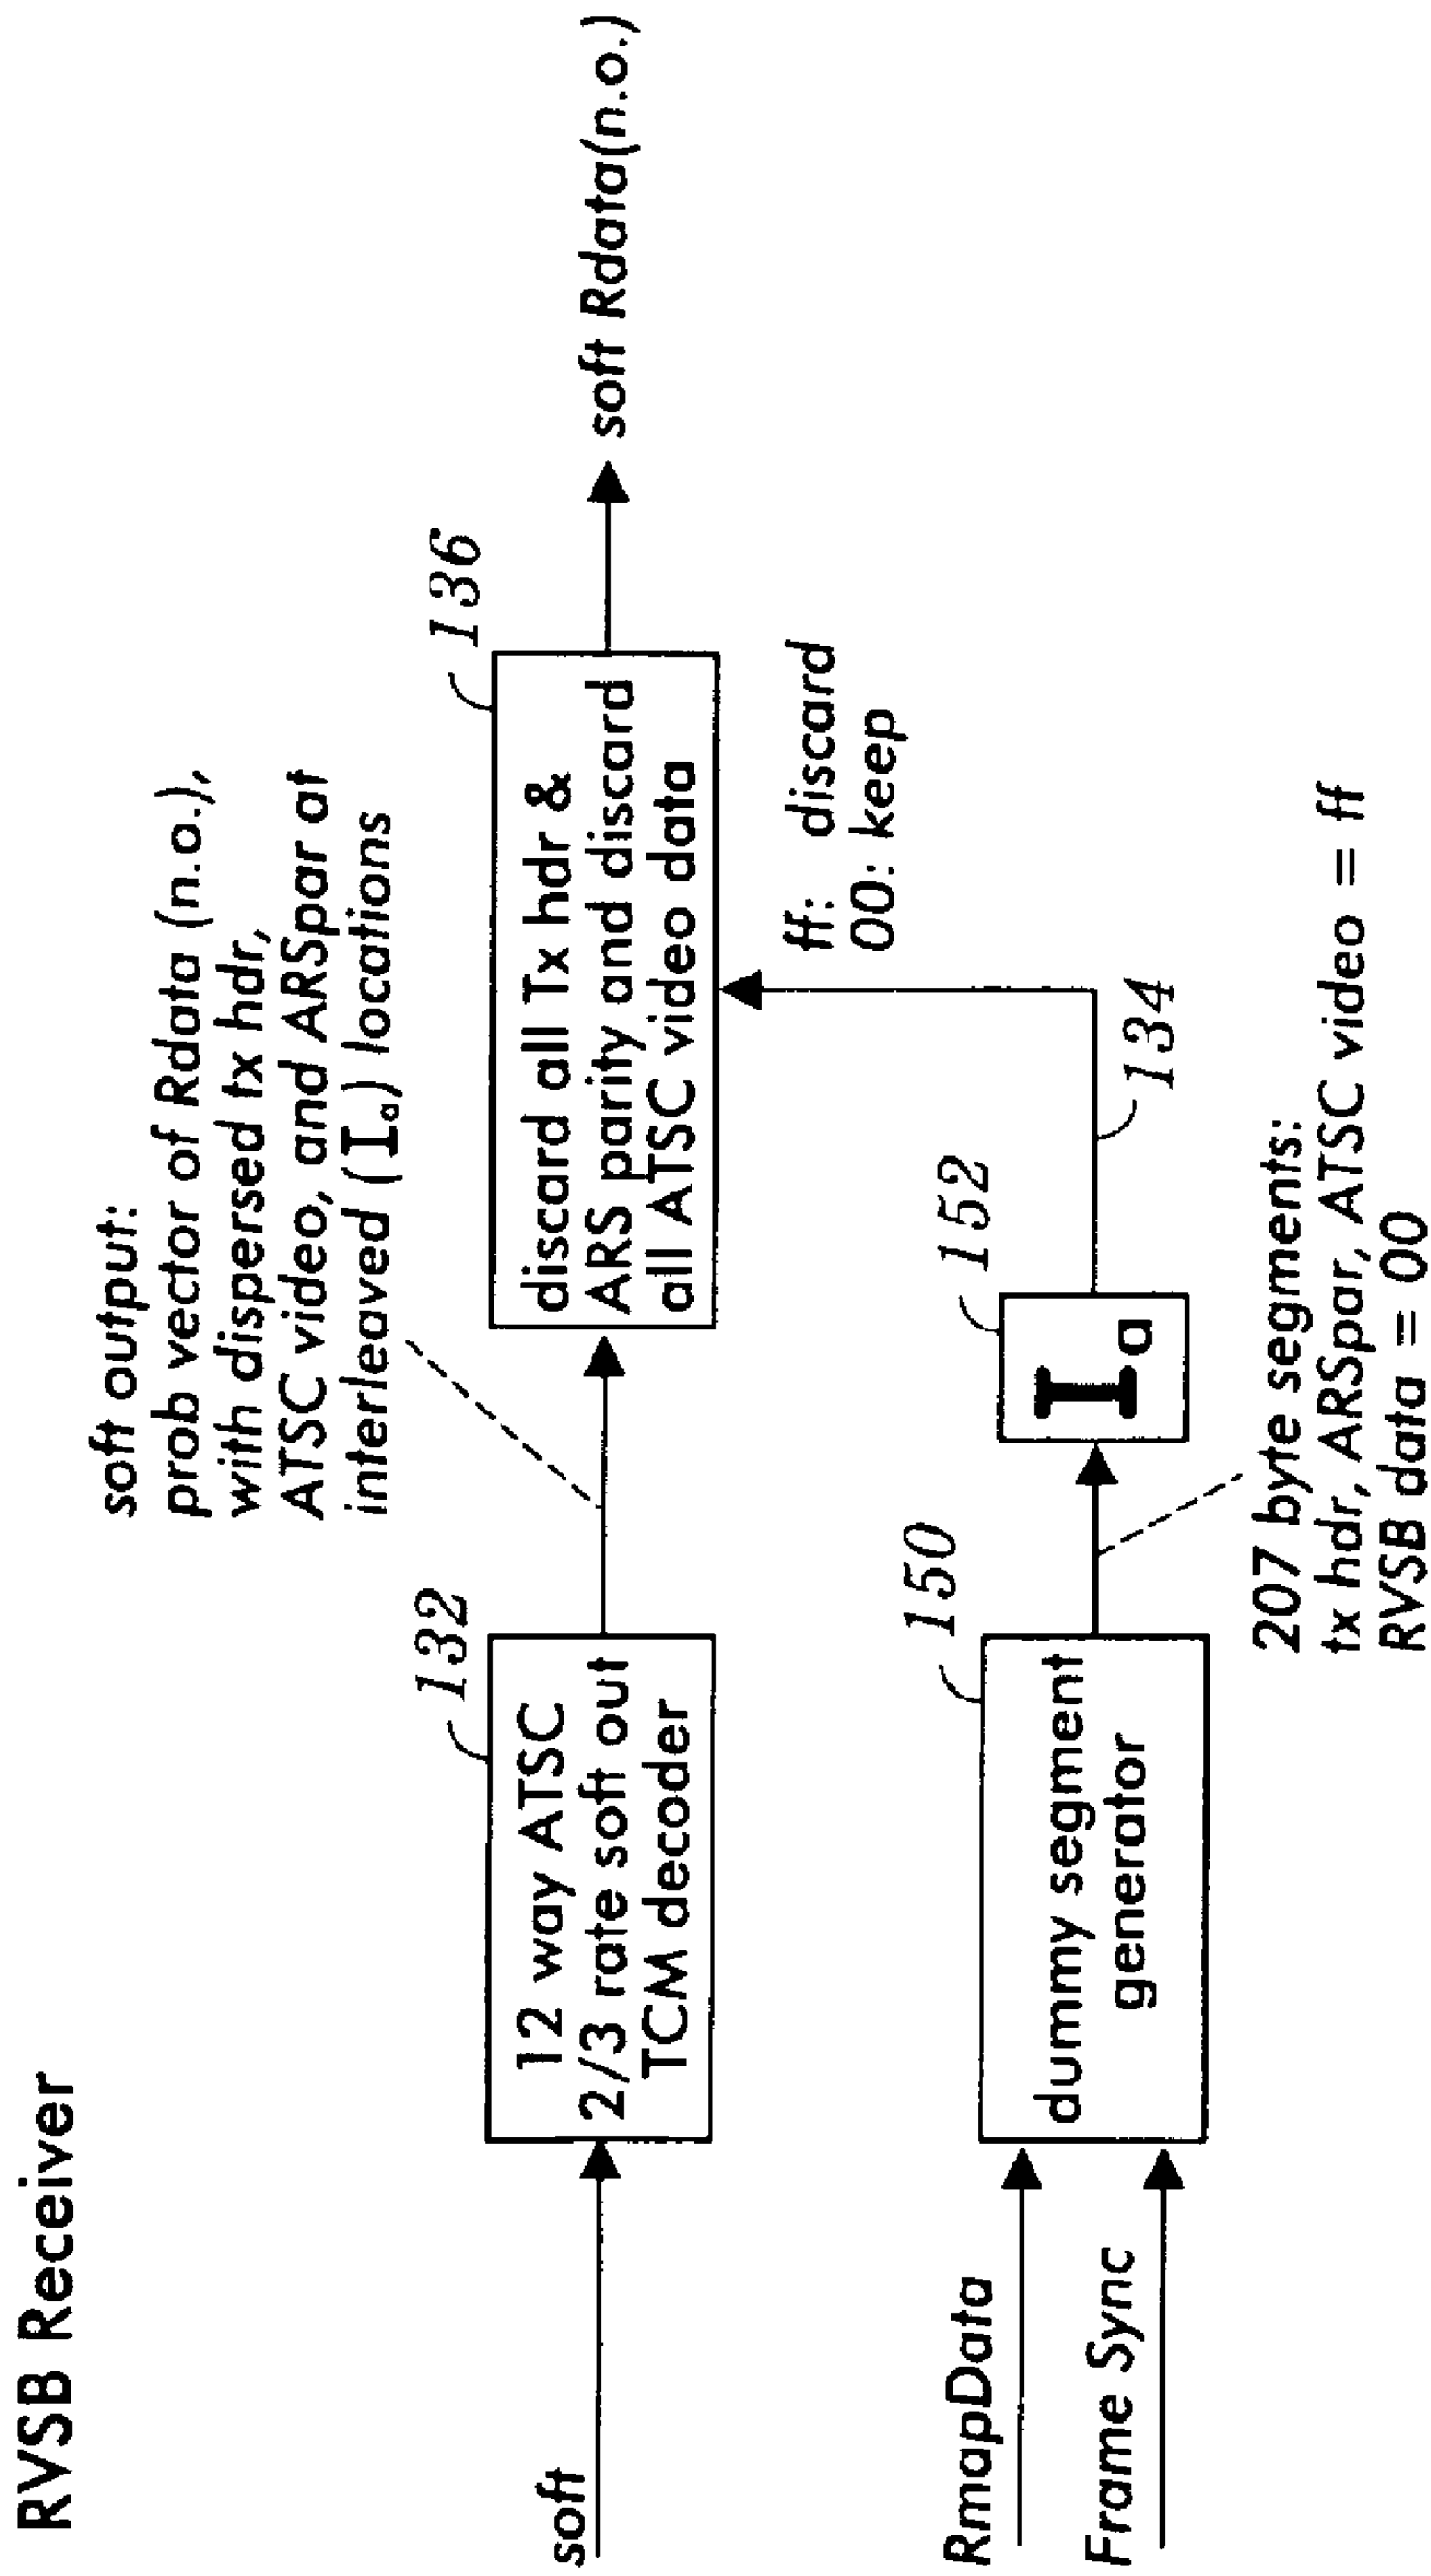 RVSB Receiver
soft output:
prob vector of Rdata (n.o.),
with dispersed tx hdr,
ATSC video, and ARSpar at
interleaved (Ia) locations
soft
132
12 way ATSC
2/3 rate soft out
TCM decoder
136
discard all Tx hdr &
ARS parity and discard
all ATSC video data
soft Rdata(n.o.)
ff: discard
00: keep
RmapData
Frame Sync
150
dummy segment
generator
152
Ia
134
207 byte segments:
tx hdr, ARSpar, ATSC video = ff
RVSB data = 00